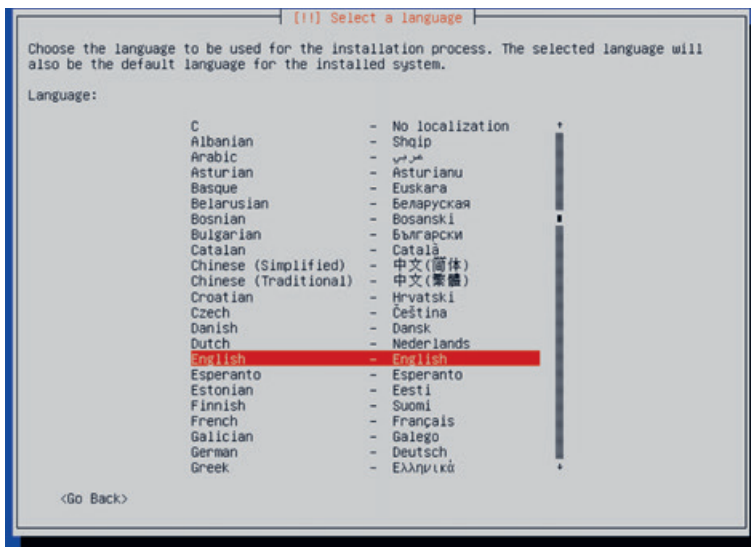 [!!] Select a language
Choose the language to be used for the installation process. The selected language will
also be the default language for the installed system.
Language:
C - No localization
Albanian - Shqip
Arabic - عربي
Asturian - Asturianu
Basque - Euskara
Belarusian - Беларуская
Bosnian - Bosanski
Bulgarian - Български
Catalan - Català
Chinese (Simplified) - 中文(简体)
Chinese (Traditional) - 中文(繁體)
Croatian - Hrvatski
Czech - Čeština
Danish - Dansk
Dutch - Nederlands
English - English
Esperanto - Esperanto
Estonian - Eesti
Finnish - Suomi
French - Français
Galician - Galego
German - Deutsch
Greek - Ελληνικά
<Go Back>